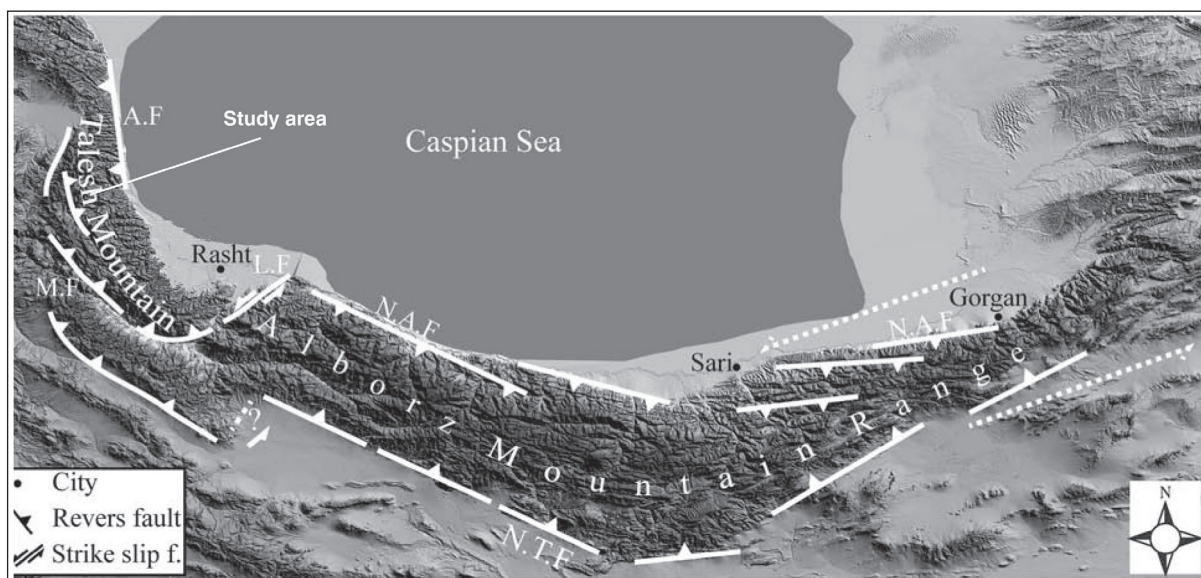 A.F
Study area
Talesh Mountain
Caspian Sea
Rasht
L.F
M.F
N.A.F
Gorgan
N.A.F
Sari
Alborz Mountain Range
?
N.T.F
City
Revers fault
Strike slip f.
N